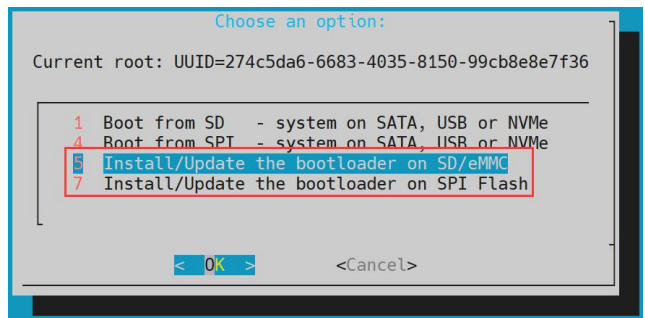 Choose an option:
Current root: UUID=274c5da6-6683-4035-8150-99cb8e8e7f36
1 Boot from SD - system on SATA, USB or NVMe
4 Boot from SPI - system on SATA, USB or NVMe
5 Install/Update the bootloader on SD/eMMC
7 Install/Update the bootloader on SPI Flash
< OK > <Cancel>